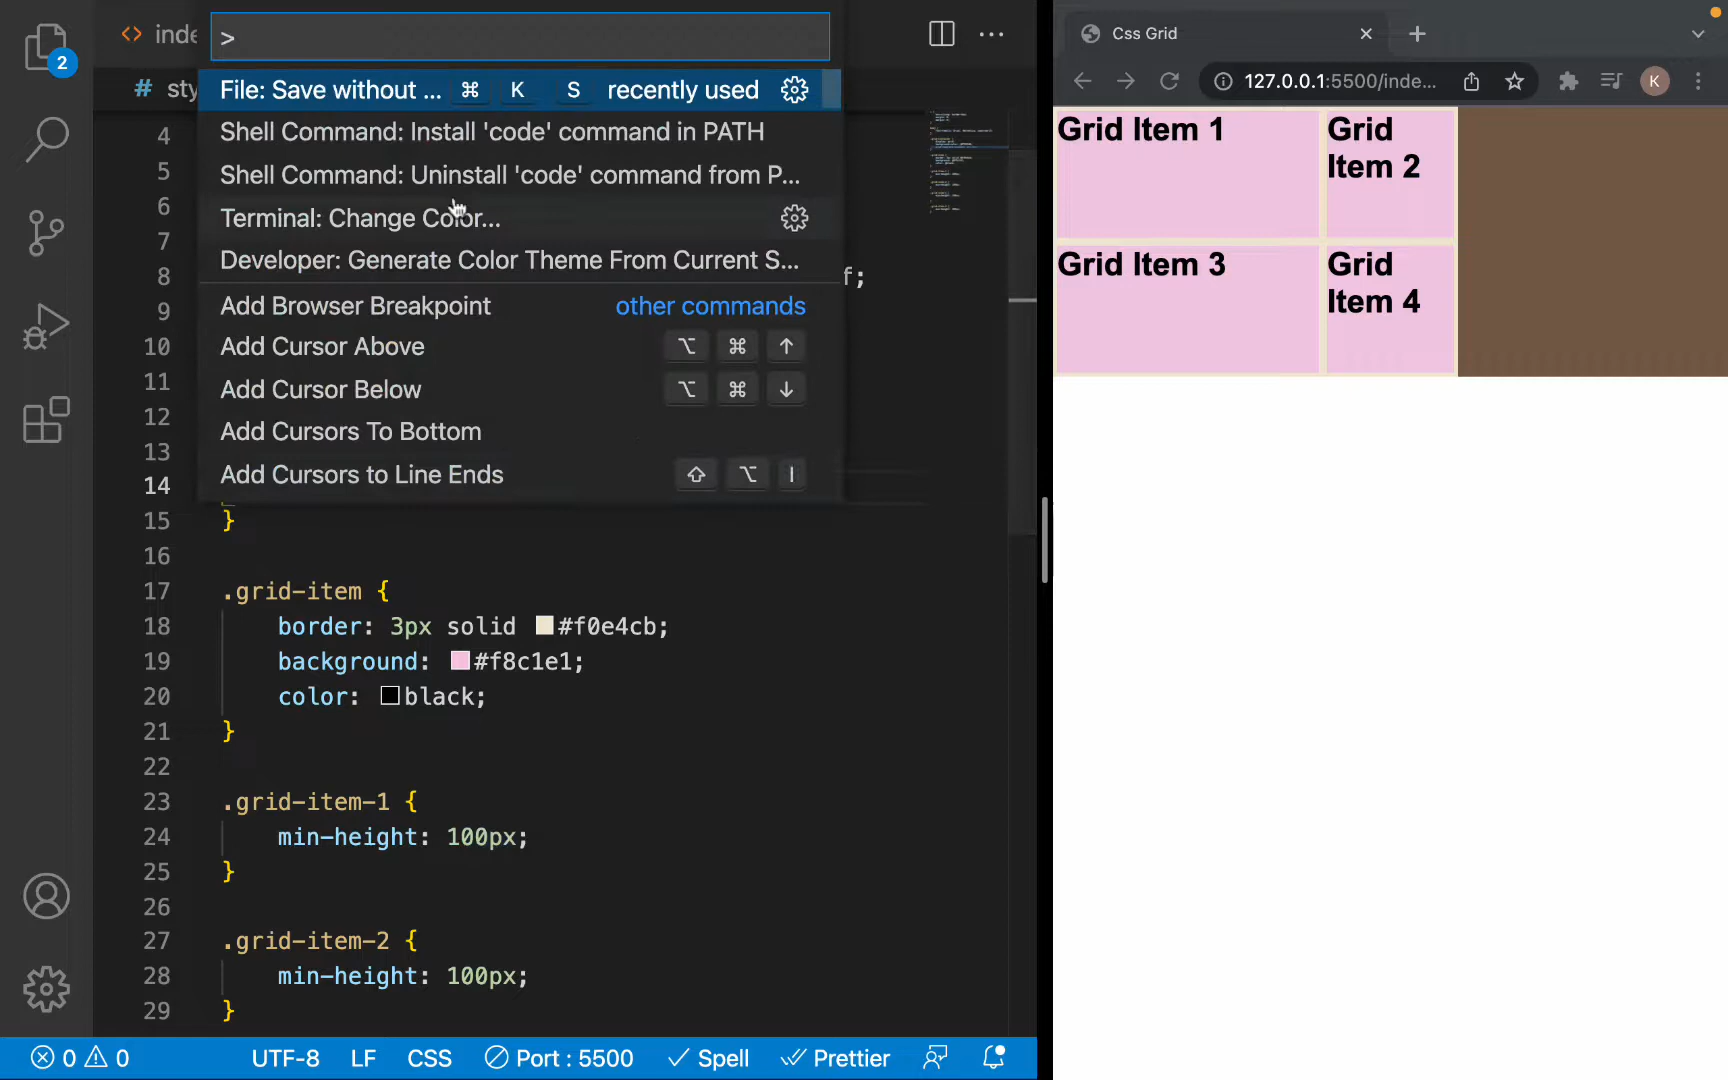 2
<> inde
>
# sty
File: Save without ... ⌘ K S recently used
Shell Command: Install 'code' command in PATH
Shell Command: Uninstall 'code' command from P...
Terminal: Change Color...
Developer: Generate Color Theme From Current S...
Add Browser Breakpoint other commands
Add Cursor Above ⌥ ⌘ ↑
Add Cursor Below ⌥ ⌘ ↓
Add Cursors To Bottom
Add Cursors to Line Ends ⇧ ⌥ I
4
5
6
7
8 f;
9
10
11
12
13
14
15 }
16
17 .grid-item {
18 border: 3px solid #f0e4cb;
19 background: #f8c1e1;
20 color: black;
21 }
22
23 .grid-item-1 {
24 min-height: 100px;
25 }
26
27 .grid-item-2 {
28 min-height: 100px;
29 }
0 0 UTF-8 LF CSS Port : 5500 Spell Prettier
Css Grid
127.0.0.1:5500/inde...
K
Grid Item 1
Grid
Item 2
Grid Item 3
Grid
Item 4